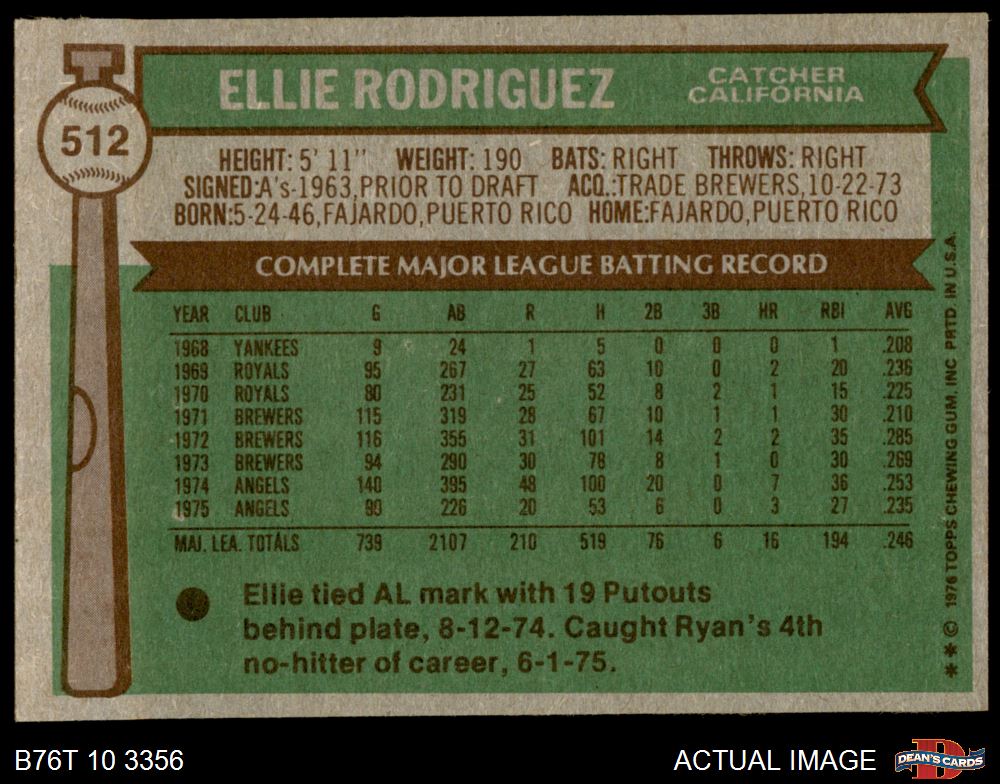 512
ELLIE RODRIGUEZ
CATCHER
CALIFORNIA
HEIGHT: 5' 11" WEIGHT: 190 BATS: RIGHT THROWS: RIGHT
SIGNED:A's-1963,PRIOR TO DRAFT ACQ.:TRADE BREWERS,10-22-73
BORN:5-24-46,FAJARDO,PUERTO RICO HOME:FAJARDO,PUERTO RICO
COMPLETE MAJOR LEAGUE BATTING RECORD
YEAR CLUB G AB R H 2B 3B HR RBI AVG
1968 YANKEES 9 24 1 5 0 0 0 1 .208
1969 ROYALS 95 267 27 63 10 0 2 20 .236
1970 ROYALS 80 231 25 52 8 2 1 15 .225
1971 BREWERS 115 319 28 67 10 1 1 30 .210
1972 BREWERS 116 355 31 101 14 2 2 35 .285
1973 BREWERS 94 290 30 78 8 1 0 30 .269
1974 ANGELS 140 395 48 100 20 0 7 36 .253
1975 ANGELS 90 226 20 53 6 0 3 27 .235
MAJ. LEA. TOTALS 739 2107 210 519 76 6 16 194 .246
Ellie tied AL mark with 19 Putouts
behind plate, 8-12-74. Caught Ryan's 4th
no-hitter of career, 6-1-75.
** © 1976 TOPPS CHEWING GUM, INC PRTD IN U.S.A.
B76T 10 3356
ACTUAL IMAGE
D
DEAN'S CARDS